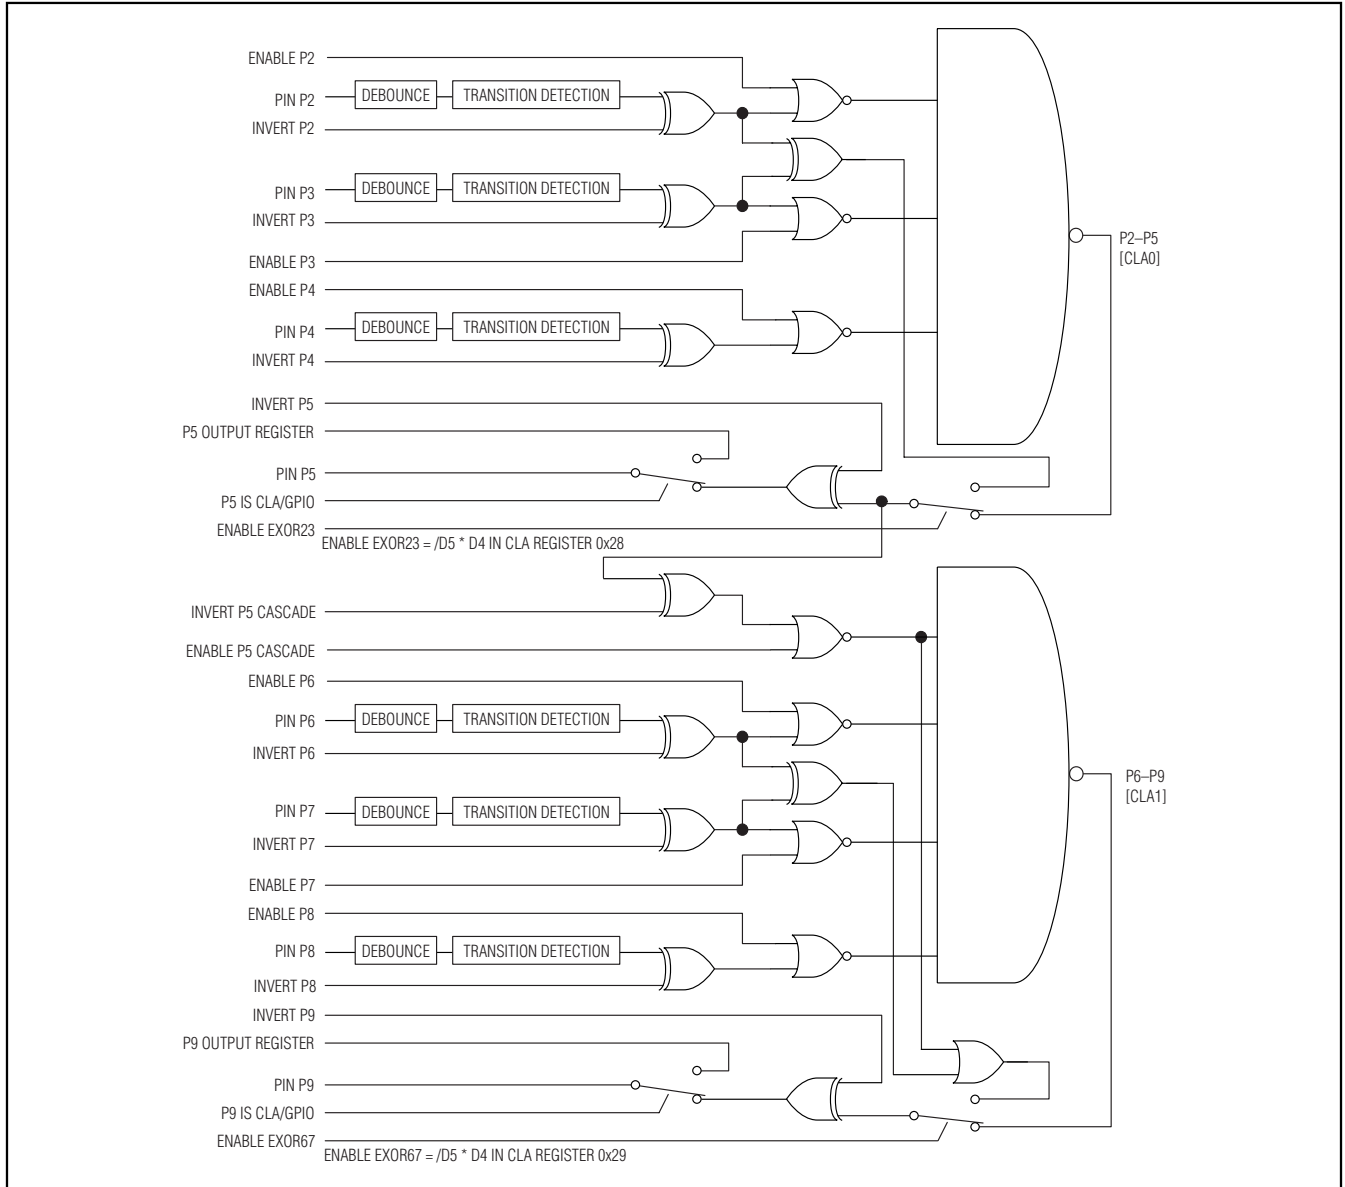 ENABLE P2
PIN P2 DEBOUNCE TRANSITION DETECTION
INVERT P2
PIN P3 DEBOUNCE TRANSITION DETECTION
INVERT P3
P2–P5
[CLA0]
ENABLE P3
ENABLE P4
PIN P4 DEBOUNCE TRANSITION DETECTION
INVERT P4
INVERT P5
P5 OUTPUT REGISTER
PIN P5
P5 IS CLA/GPIO
ENABLE EXOR23
ENABLE EXOR23 = /D5 * D4 IN CLA REGISTER 0x28
INVERT P5 CASCADE
ENABLE P5 CASCADE
ENABLE P6
PIN P6 DEBOUNCE TRANSITION DETECTION
INVERT P6
P6–P9
[CLA1]
PIN P7 DEBOUNCE TRANSITION DETECTION
INVERT P7
ENABLE P7
ENABLE P8
PIN P8 DEBOUNCE TRANSITION DETECTION
INVERT P8
INVERT P9
P9 OUTPUT REGISTER
PIN P9
P9 IS CLA/GPIO
ENABLE EXOR67
ENABLE EXOR67 = /D5 * D4 IN CLA REGISTER 0x29